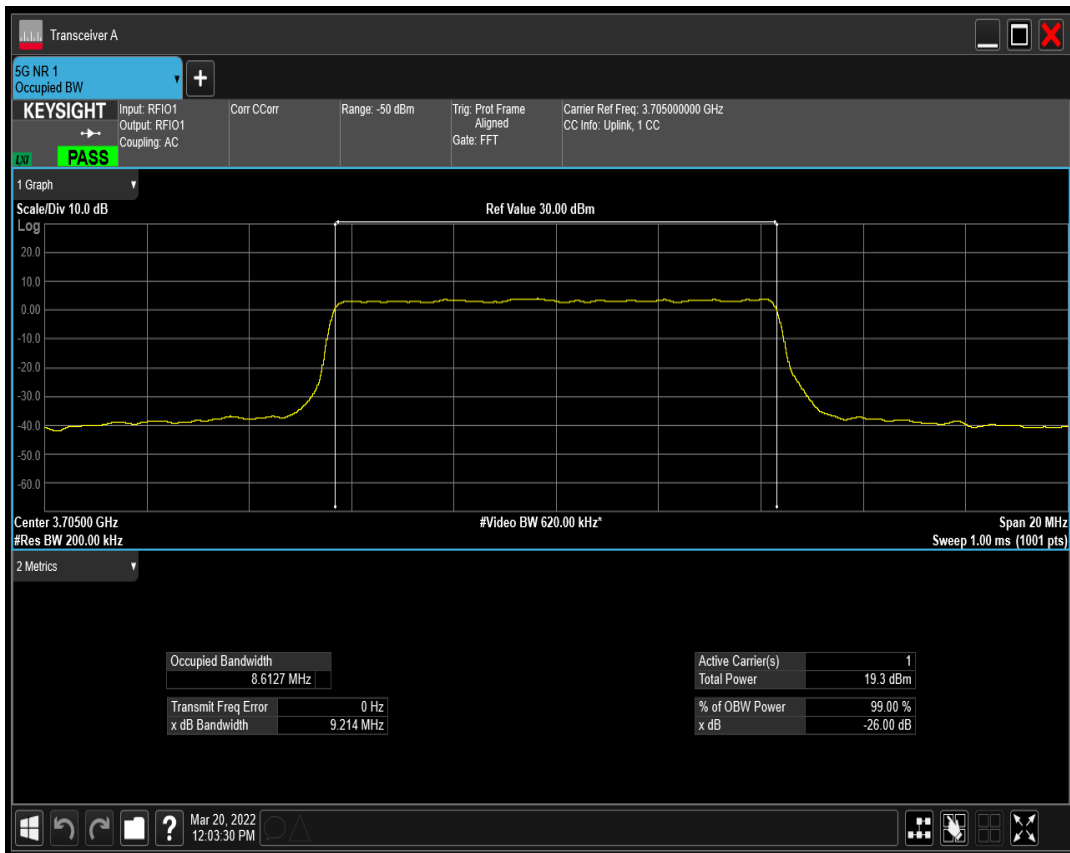 Transceiver A
5G NR 1
Occupied BW
KEYSIGHT
LXI
PASS
Input: RFIO1
Output: RFIO1
Coupling: AC
Corr CCorr
Range: -50 dBm
Trig: Prot Frame
Aligned
Gate: FFT
Carrier Ref Freq: 3.705000000 GHz
CC Info: Uplink, 1 CC
1 Graph
Scale/Div 10.0 dB
Ref Value 30.00 dBm
Log
20.0
10.0
0.00
-10.0
-20.0
-30.0
-40.0
-50.0
-60.0
Center 3.70500 GHz
#Video BW 620.00 kHz*
Span 20 MHz
#Res BW 200.00 kHz
Sweep 1.00 ms (1001 pts)
2 Metrics
Occupied Bandwidth
8.6127 MHz
Transmit Freq Error 0 Hz
x dB Bandwidth 9.214 MHz
Active Carrier(s) 1
Total Power 19.3 dBm
% of OBW Power 99.00 %
x dB -26.00 dB
Mar 20, 2022
12:03:30 PM